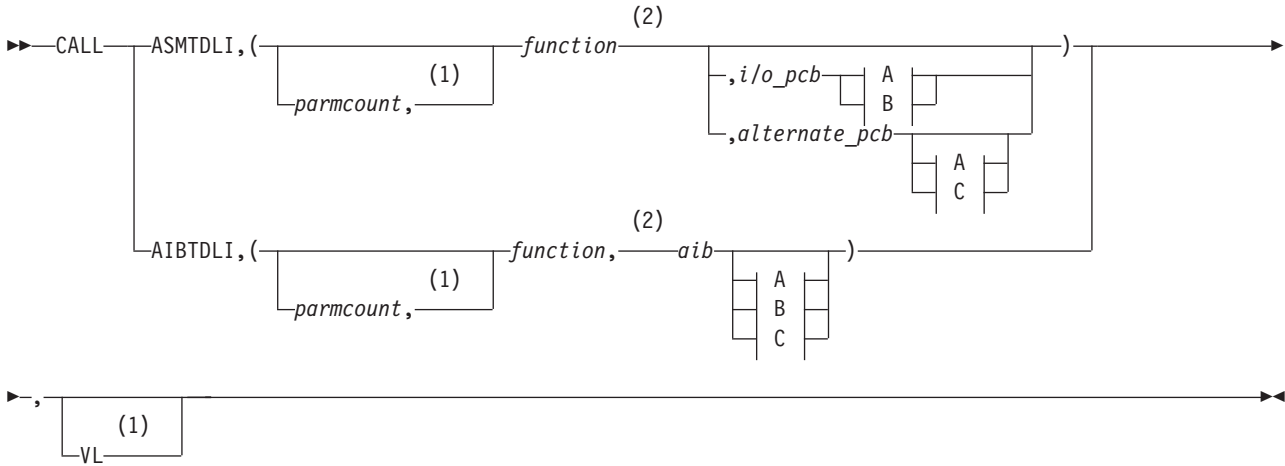 (2)
CALL ASMTDLI,( function )
(1) ,i/o_pcb A
parmcount, B
,alternate_pcb
A
C
(2)
AIBTDLI,( function, aib )
(1) A
parmcount, B
C
,
(1)
VL